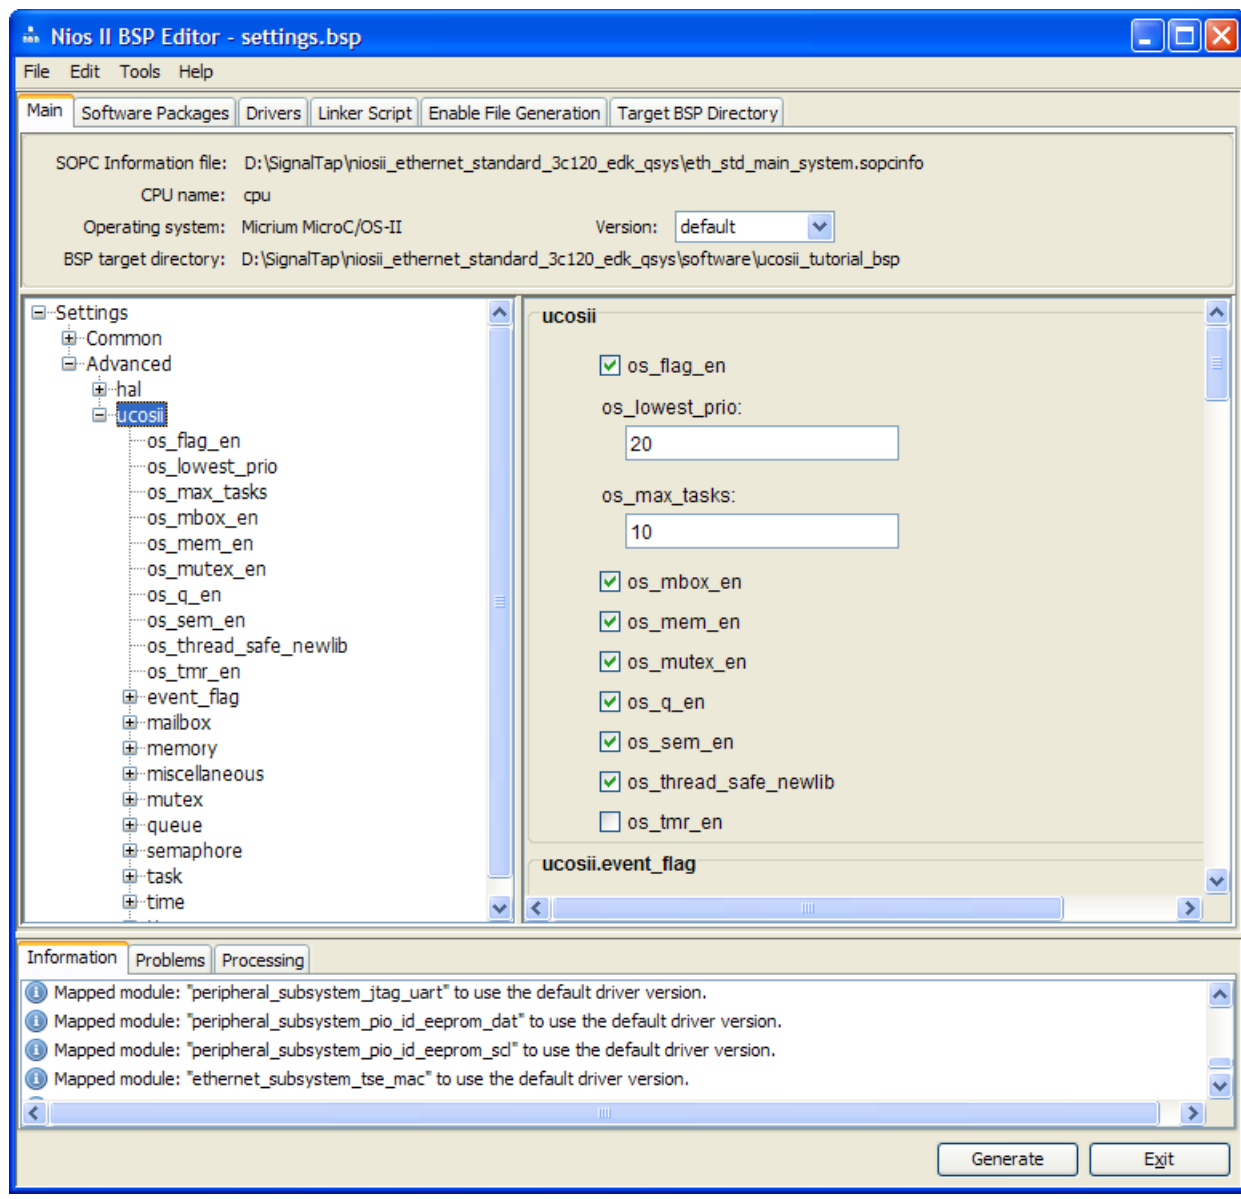 Nios II BSP Editor - settings.bsp
File Edit Tools Help
Main Software Packages Drivers Linker Script Enable File Generation Target BSP Directory
SOPC Information file: D:\SignalTap\niosii_ethernet_standard_3c120_edk_qsys\eth_std_main_system.sopcinfo
CPU name: cpu
Operating system: Micrium MicroC/OS-II Version: default
BSP target directory: D:\SignalTap\niosii_ethernet_standard_3c120_edk_qsys\software\ucosii_tutorial_bsp
Settings
Common
Advanced
hal
ucosii
os_flag_en
os_lowest_prio
os_max_tasks
os_mbox_en
os_mem_en
os_mutex_en
os_q_en
os_sem_en
os_thread_safe_newlib
os_tmr_en
event_flag
mailbox
memory
miscellaneous
mutex
queue
semaphore
task
time
ucosii
os_flag_en
os_lowest_prio:
20
os_max_tasks:
10
os_mbox_en
os_mem_en
os_mutex_en
os_q_en
os_sem_en
os_thread_safe_newlib
os_tmr_en
ucosii.event_flag
Information Problems Processing
Mapped module: "peripheral_subsystem_jtag_uart" to use the default driver version.
Mapped module: "peripheral_subsystem_pio_id_eeprom_dat" to use the default driver version.
Mapped module: "peripheral_subsystem_pio_id_eeprom_scl" to use the default driver version.
Mapped module: "ethernet_subsystem_tse_mac" to use the default driver version.
Generate Exit